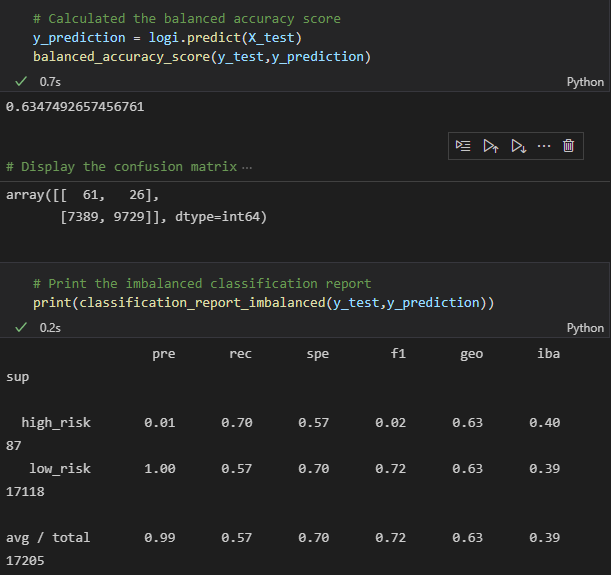 # Calculated the balanced accuracy score
y_prediction = logi.predict(X_test)
balanced_accuracy_score(y_test,y_prediction)
0.7s Python
0.6347492657456761
# Display the confusion matrix ...
array([[  61,   26],
       [7389, 9729]], dtype=int64)
# Print the imbalanced classification report
print(classification_report_imbalanced(y_test,y_prediction))
0.2s Python
pre rec spe f1 geo iba
sup
high_risk 0.01 0.70 0.57 0.02 0.63 0.40
87
low_risk 1.00 0.57 0.70 0.72 0.63 0.39
17118
avg / total 0.99 0.57 0.70 0.72 0.63 0.39
17205